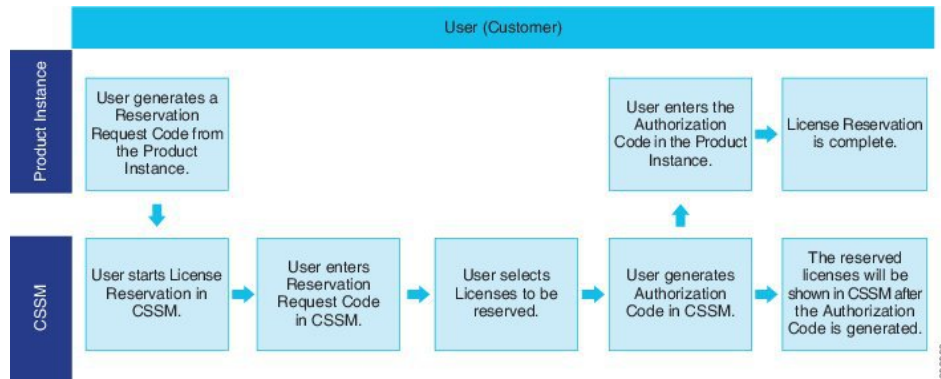 User (Customer)
Product Instance
User generates a
Reservation
Request Code from
the Product
Instance.
User enters the
Authorization
Code in the Product
Instance.
License Reservation
is complete.
CSSM
User starts License
Reservation in
CSSM.
User enters
Reservation
Request Code
in CSSM.
User selects
Licenses to be
reserved.
User generates
Authorization
Code in CSSM.
The reserved
licenses will be
shown in CSSM after
the Authorization
Code is generated.